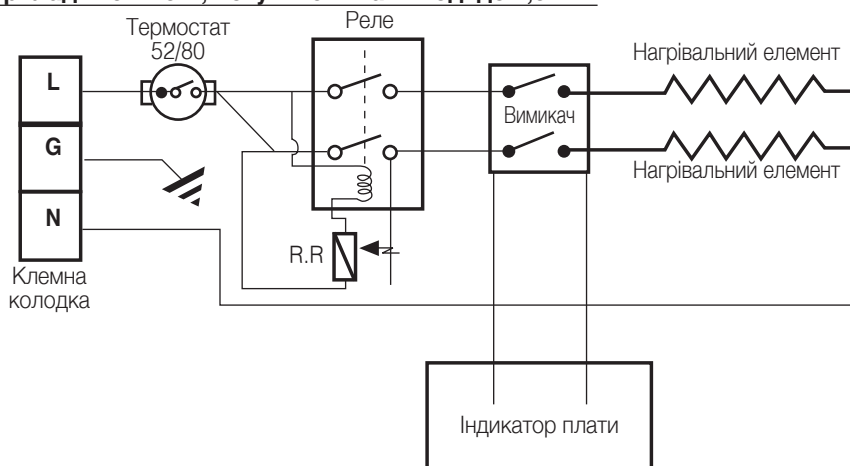 Реле
Термостат
52/80
Нагрівальний елемент
L
Вимикач
G
Нагрівальний елемент
N
R.R
Клемна
колодка
Індикатор плати